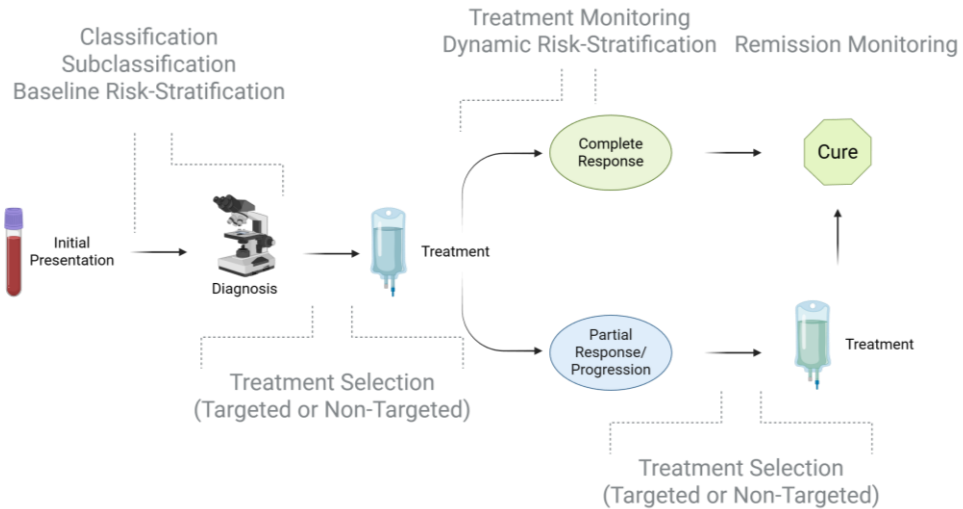 Classification
Subclassification
Baseline Risk-Stratification
Treatment Monitoring
Dynamic Risk-Stratification
Remission Monitoring
Initial
Presentation
Diagnosis
Treatment
Complete
Response
Cure
Partial
Response/
Progression
Treatment
Treatment Selection
(Targeted or Non-Targeted)
Treatment Selection
(Targeted or Non-Targeted)